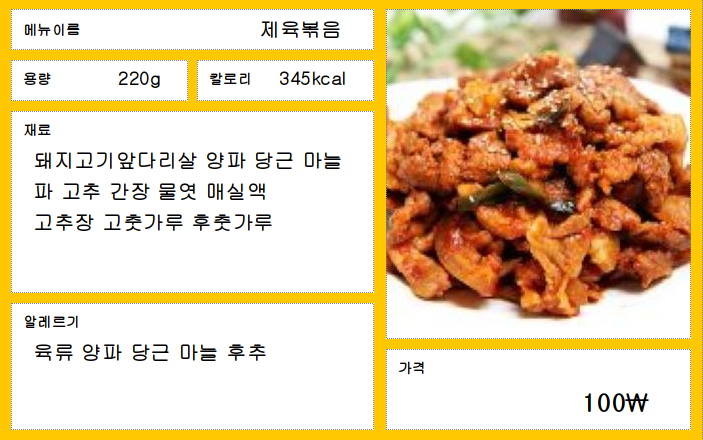 메뉴이름
제육볶음
용량
220g
칼로리
345kcal
재료
돼지고기앞다리살 양파 당근 마늘
파 고추 간장 물엿 매실액
고추장 고춧가루 후춧가루
알레르기
육류 양파 당근 마늘 후추
가격
100₩